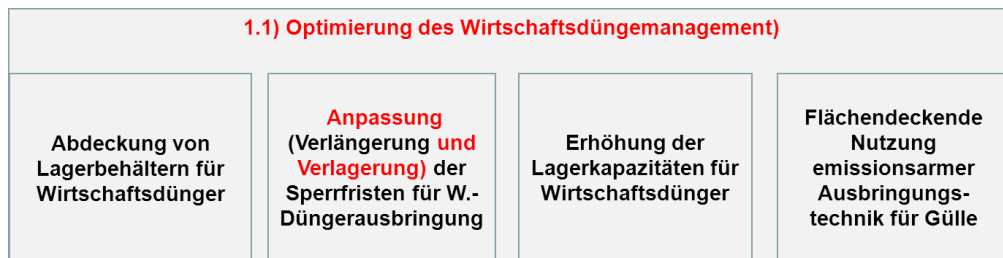 1.1) Optimierung des Wirtschaftsdüngemanagement)
Abdeckung von
Lagerbehältern für
Wirtschaftsdünger
Anpassung
(Verlängerung und
Verlagerung) der
Sperrfristen für W.-
Düngerausbringung
Erhöhung der
Lagerkapazitäten für
Wirtschaftsdünger
Flächendeckende
Nutzung
emissionsarmer
Ausbringungs-
technik für Gülle